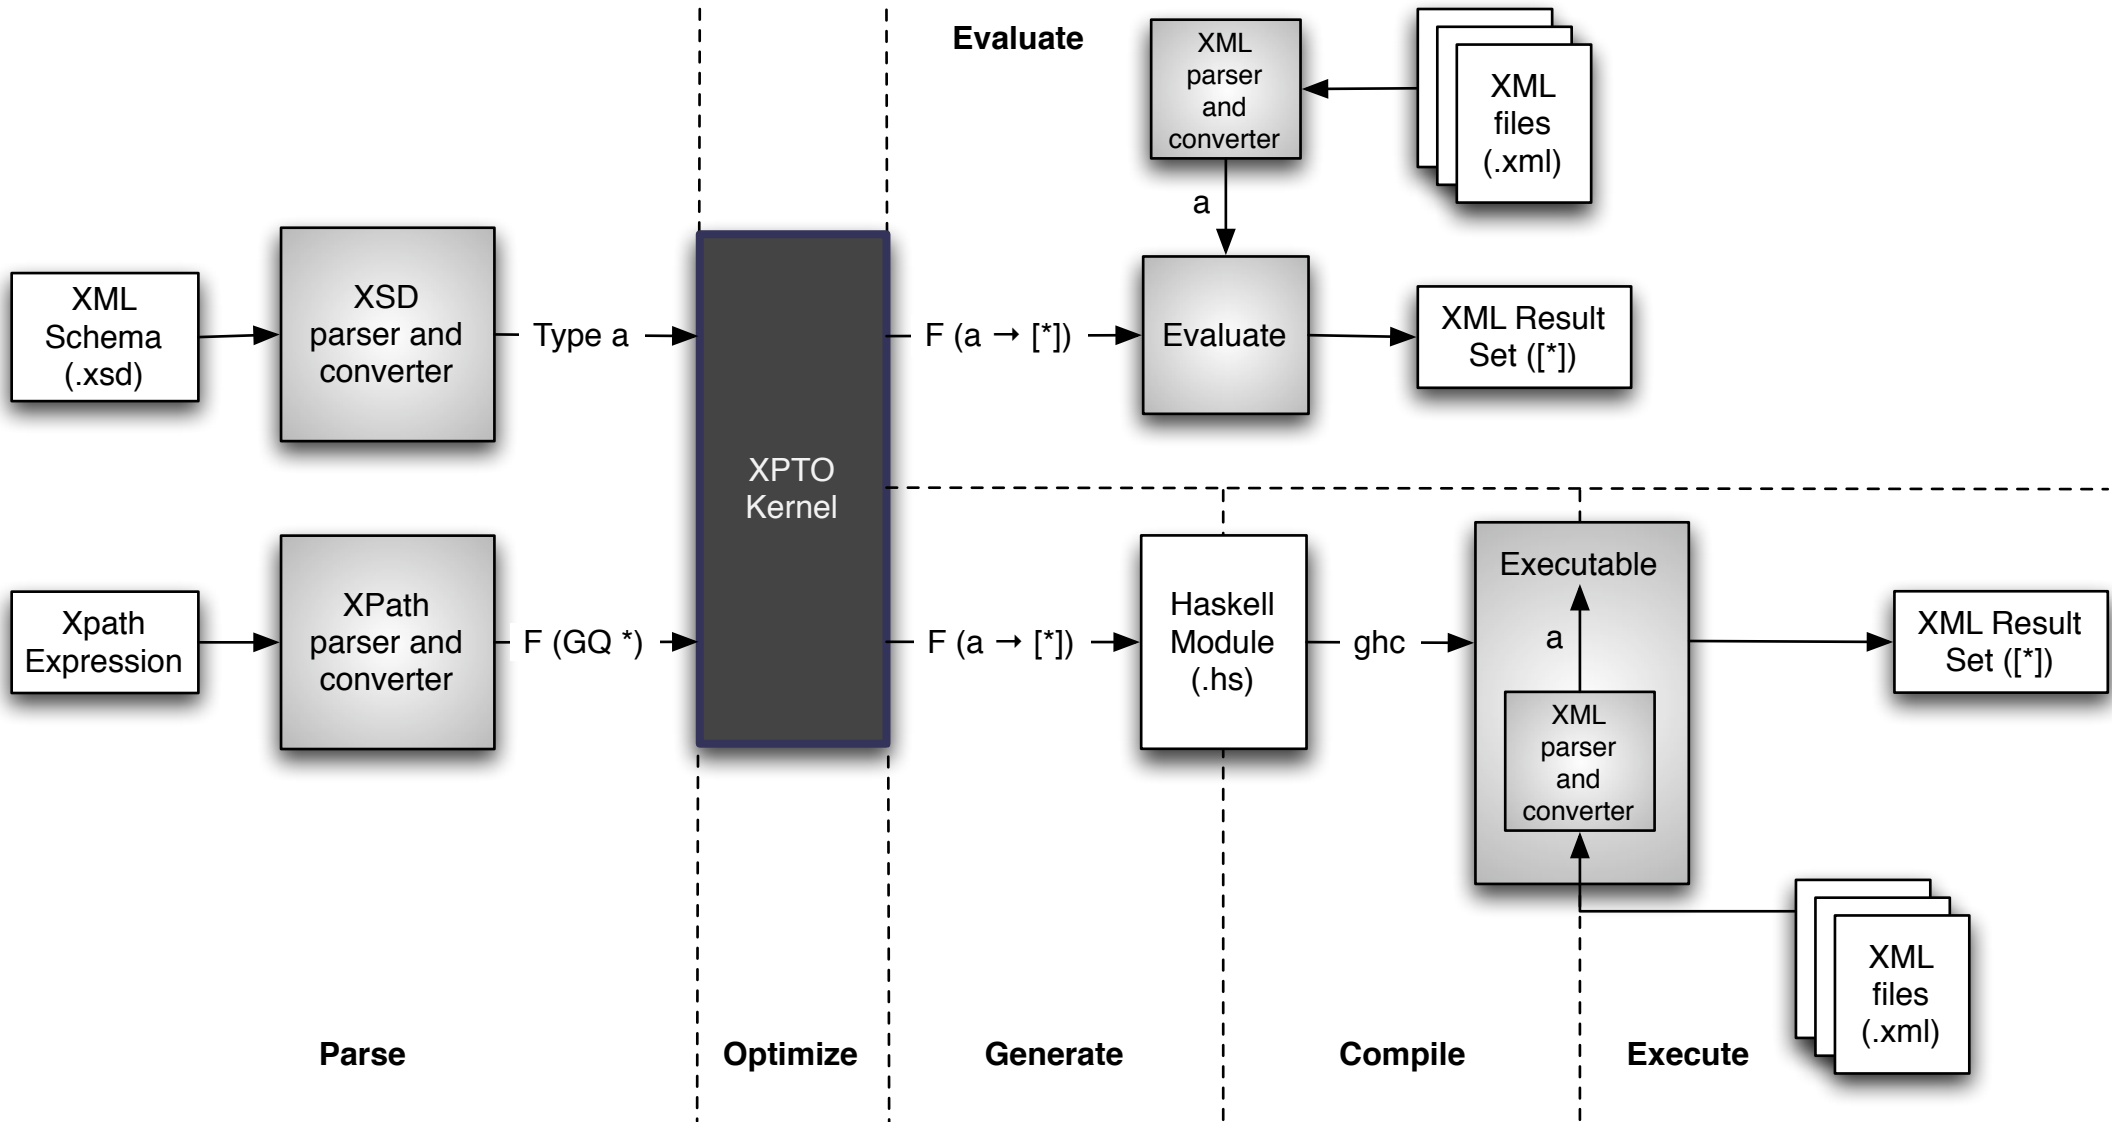 Evaluate
XML
parser
and
converter
XML
files
(.xml)
a
XML
Schema
(.xsd)
XSD
parser and
converter
Type a
F (a → [*])
Evaluate
XML Result
Set ([*])
XPTO
Kernel
Xpath
Expression
XPath
parser and
converter
F (GQ *)
F (a → [*])
Haskell
Module
(.hs)
ghc
Executable
a
XML
parser
and
converter
XML Result
Set ([*])
XML
files
(.xml)
Parse
Optimize
Generate
Compile
Execute